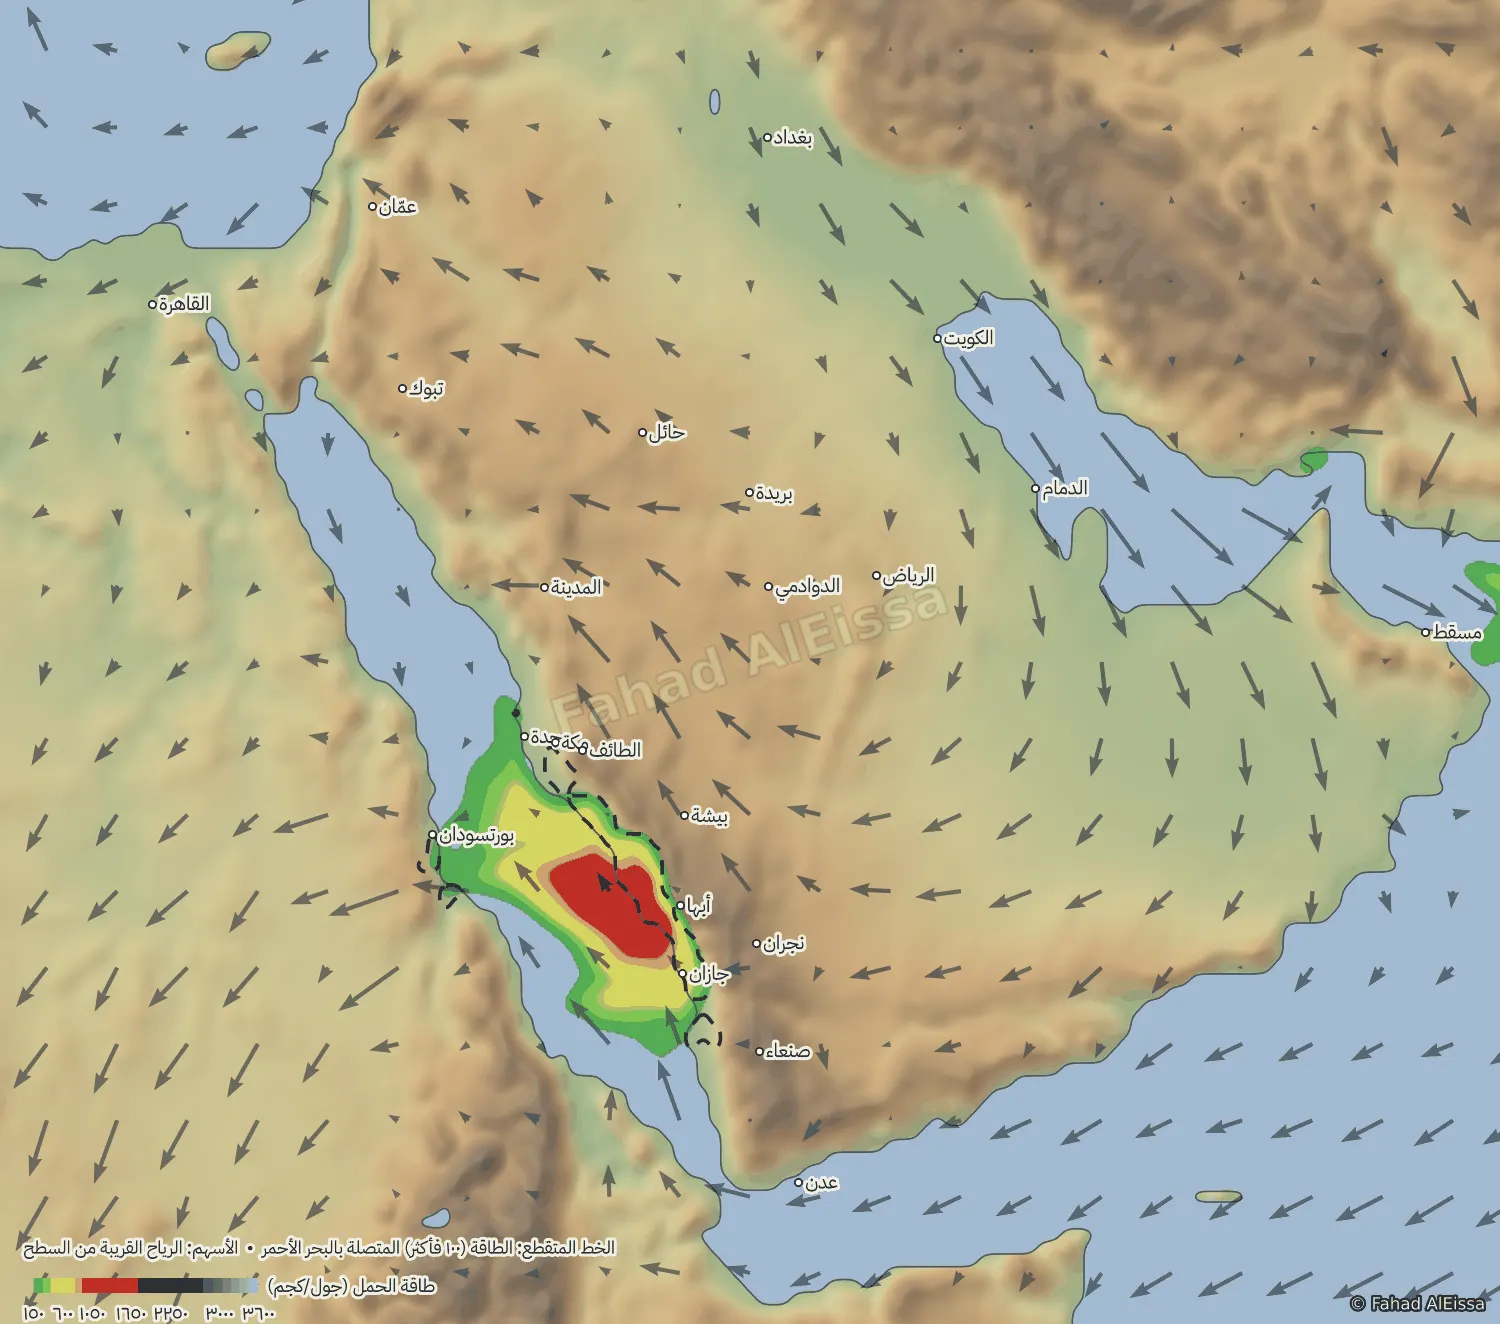 بغداد
عمّان
القاهرة
الكويت
تبوك
حائل
الدمام
بريدة
الرياض
المدينة
الدوادمي
مسقط
Fahad AlEissa
جدة
مكة
الطائف
بيشة
بورتسودان
أبها
نجران
جازان
صنعاء
عدن
الخط المتقطع: الطاقة (١٠٠ فأكثر) المتصلة بالبحر الأحمر • الأسهم: الرياح القريبة من السطح
طاقة الحمل (جول/كجم)
١٥٠ ٦٠٠ ١٠٥٠ ١٦٥٠ ٢٢٥٠ ٣٠٠٠ ٣٦٠٠
© Fahad AlEissa